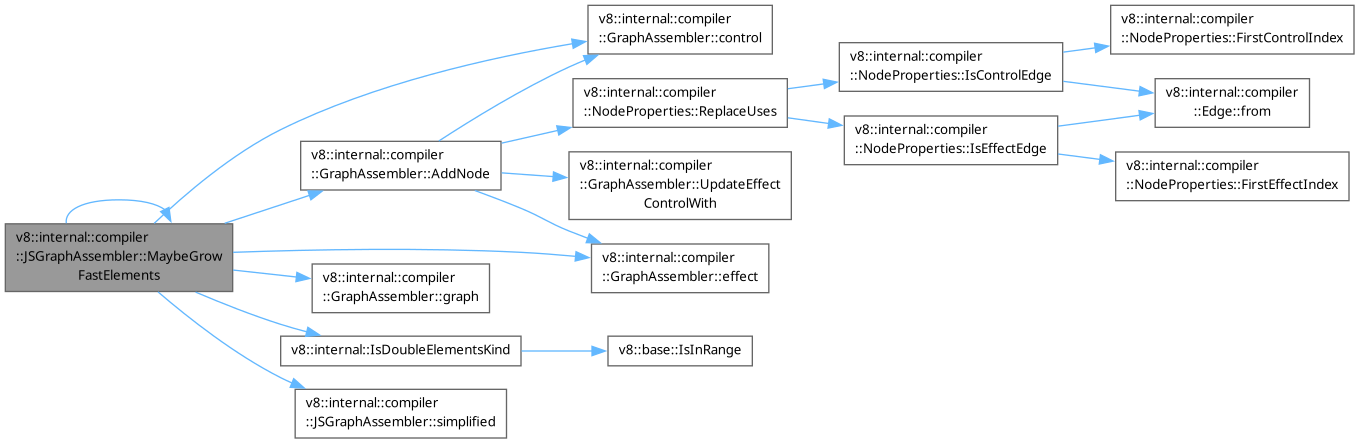 v8::internal::compiler
::JSGraphAssembler::MaybeGrow
FastElements
v8::internal::compiler
::GraphAssembler::AddNode
v8::internal::compiler
::GraphAssembler::graph
v8::internal::IsDoubleElementsKind
v8::internal::compiler
::JSGraphAssembler::simplified
v8::internal::compiler
::GraphAssembler::control
v8::internal::compiler
::NodeProperties::ReplaceUses
v8::internal::compiler
::GraphAssembler::UpdateEffect
ControlWith
v8::internal::compiler
::GraphAssembler::effect
v8::base::IsInRange
v8::internal::compiler
::NodeProperties::IsControlEdge
v8::internal::compiler
::NodeProperties::IsEffectEdge
v8::internal::compiler
::NodeProperties::FirstControlIndex
v8::internal::compiler
::Edge::from
v8::internal::compiler
::NodeProperties::FirstEffectIndex